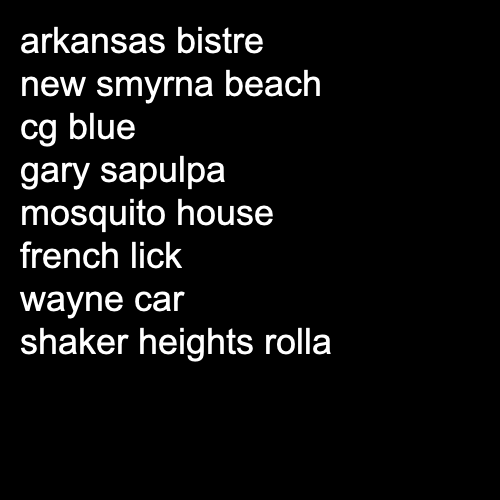 arkansas bistre
new smyrna beach
cg blue
gary sapulpa
mosquito house
french lick
wayne car
shaker heights rolla